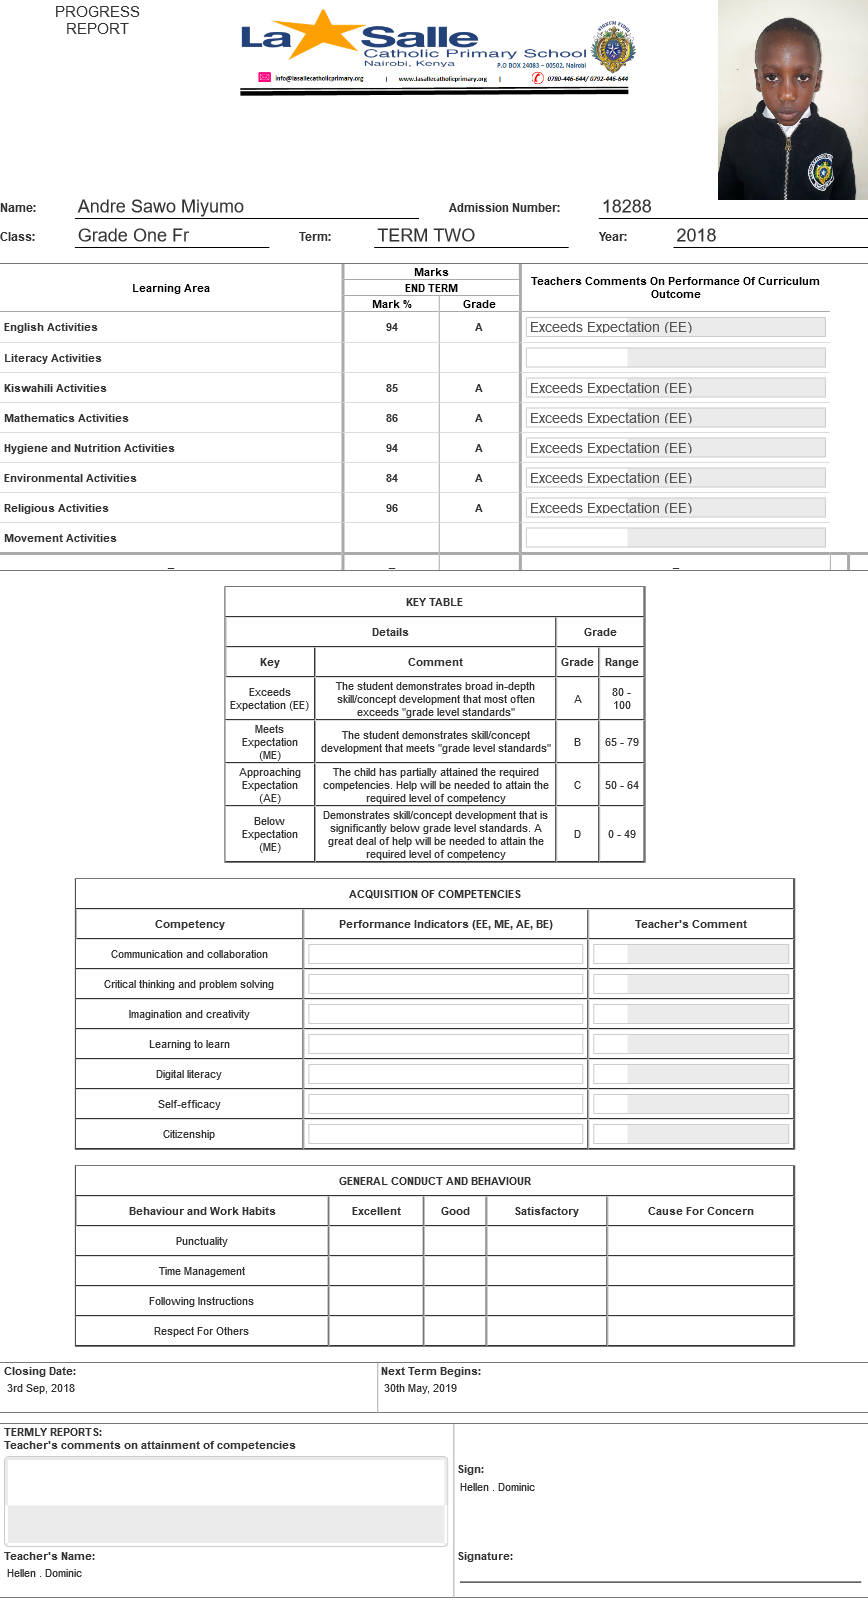 PROGRESS
REPORT
La Salle
Catholic Primary School
Nairobi, Kenya
P.O BOX 24083 – 00502, Nairobi
info@lasallecatholicprimary.org | www.lasallecatholicprimary.org | 0780-446-644/ 0792-446-644
Name: Andre Sawo Miyumo Admission Number: 18288
Class: Grade One Fr Term: TERM TWO Year: 2018
Learning Area Marks Teachers Comments On Performance Of Curriculum Outcome
END TERM
Mark % Grade
English Activities 94 A Exceeds Expectation (EE)
Literacy Activities
Kiswahili Activities 85 A Exceeds Expectation (EE)
Mathematics Activities 86 A Exceeds Expectation (EE)
Hygiene and Nutrition Activities 94 A Exceeds Expectation (EE)
Environmental Activities 84 A Exceeds Expectation (EE)
Religious Activities 96 A Exceeds Expectation (EE)
Movement Activities
_ _ _
KEY TABLE
Details Grade
Key Comment Grade Range
Exceeds Expectation (EE) The student demonstrates broad in-depth skill/concept development that most often exceeds "grade level standards" A 80 - 100
Meets Expectation (ME) The student demonstrates skill/concept development that meets "grade level standards" B 65 - 79
Approaching Expectation (AE) The child has partially attained the required competencies. Help will be needed to attain the required level of competency C 50 - 64
Below Expectation (ME) Demonstrates skill/concept development that is significantly below grade level standards. A great deal of help will be needed to attain the required level of competency D 0 - 49
ACQUISITION OF COMPETENCIES
Competency Performance Indicators (EE, ME, AE, BE) Teacher's Comment
Communication and collaboration
Critical thinking and problem solving
Imagination and creativity
Learning to learn
Digital literacy
Self-efficacy
Citizenship
GENERAL CONDUCT AND BEHAVIOUR
Behaviour and Work Habits Excellent Good Satisfactory Cause For Concern
Punctuality
Time Management
Following Instructions
Respect For Others
Closing Date: Next Term Begins:
3rd Sep, 2018 30th May, 2019
TERMLY REPORTS:
Teacher's comments on attainment of competencies
Sign:
Hellen . Dominic
Teacher's Name: Signature:
Hellen . Dominic